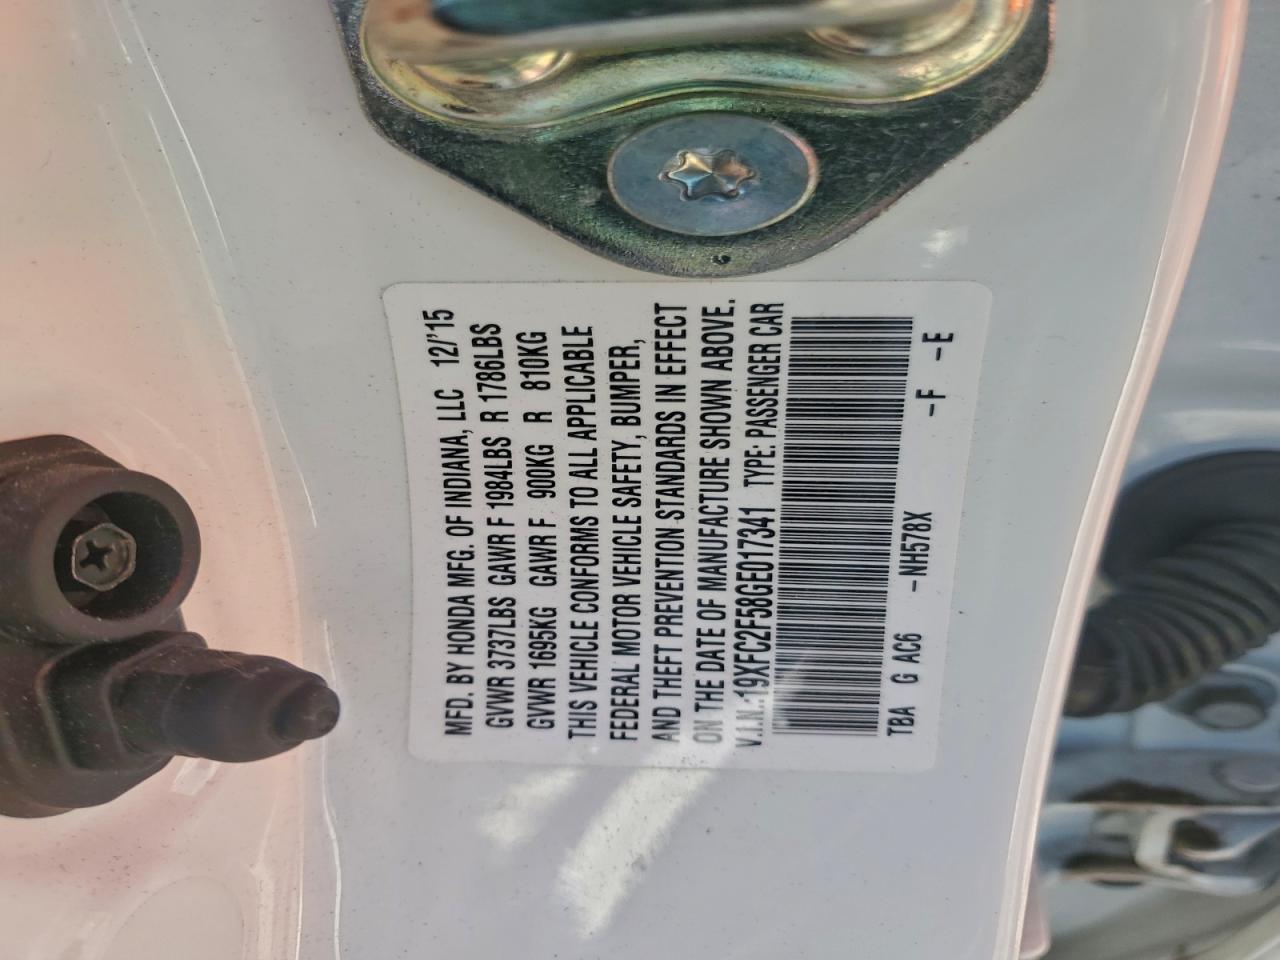 MFD. BY HONDA MFG. OF INDIANA, LLC 12/'15
GVWR 3737LBS GAWR F 1984LBS R 1786LBS
GVWR 1695KG GAWR F 900KG R 810KG
THIS VEHICLE CONFORMS TO ALL APPLICABLE
FEDERAL MOTOR VEHICLE SAFETY, BUMPER,
AND THEFT PREVENTION STANDARDS IN EFFECT
ON THE DATE OF MANUFACTURE SHOWN ABOVE.
V.I.N.:19XFC2F58GE017341 TYPE: PASSENGER CAR
TBA G AC6 -NH578X -F -E